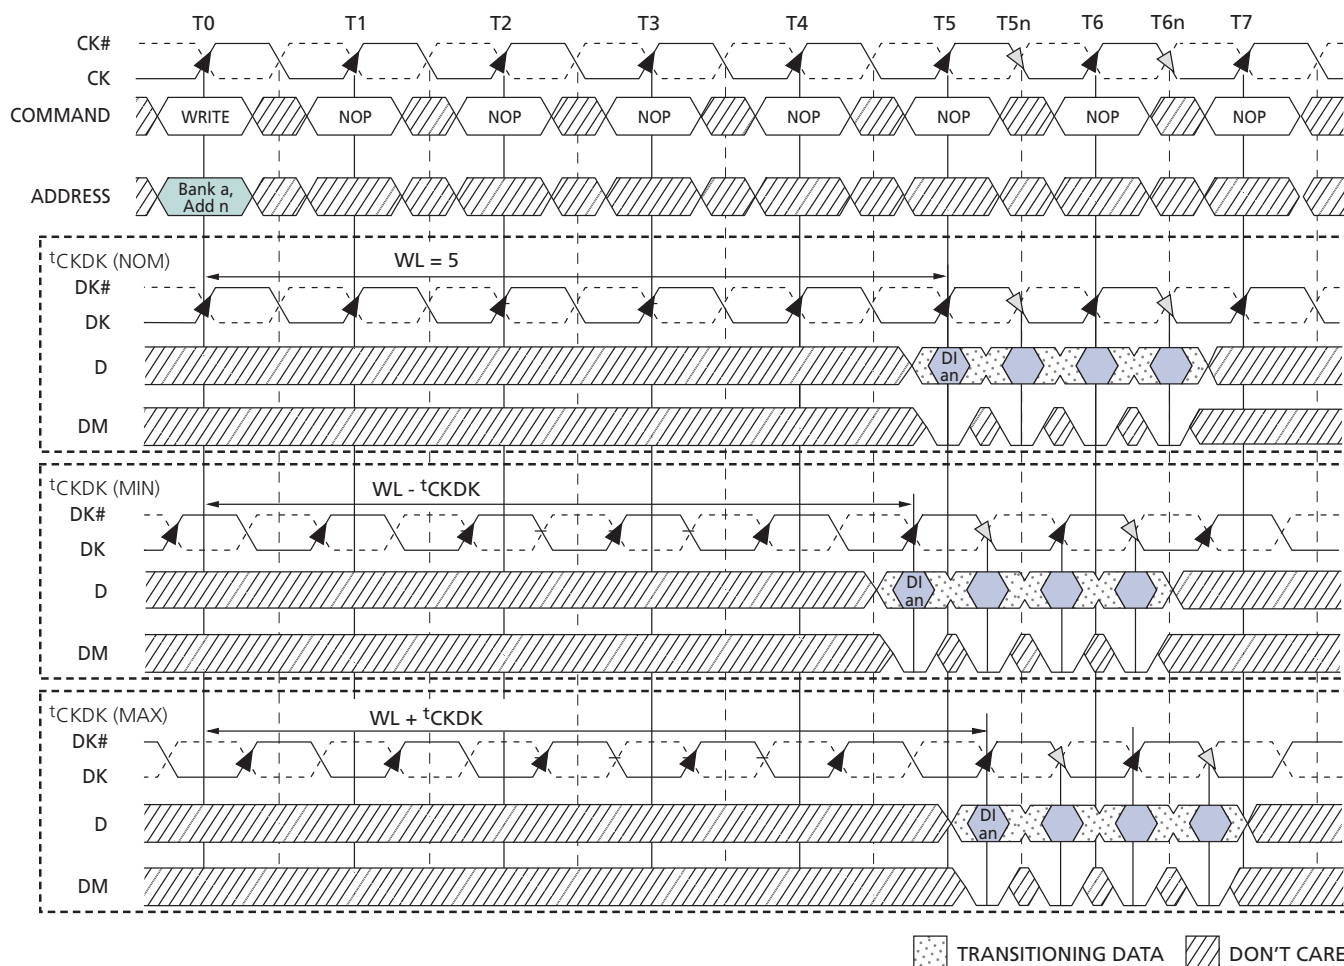 T0 T1 T2 T3 T4 T5 T5n T6 T6n T7
CK#
CK
COMMAND WRITE NOP NOP NOP NOP NOP NOP NOP
ADDRESS Bank a,
Add n
tCKDK (NOM) WL = 5
DK#
DK
D DI
an
DM
tCKDK (MIN) WL - tCKDK
DK#
DK
D DI
an
DM
tCKDK (MAX) WL + tCKDK
DK#
DK
D DI
an
DM
TRANSITIONING DATA DON'T CARE